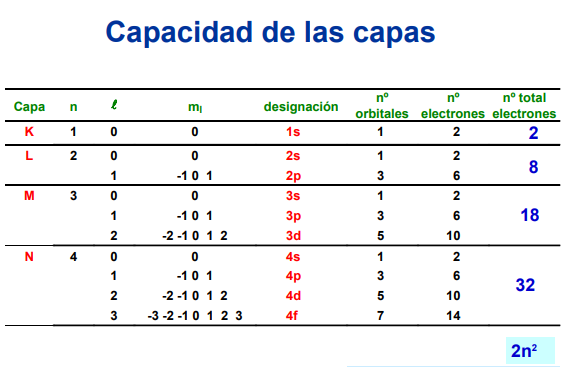 Capacidad de las capas
Capa n ℓ mₗ designación nº orbitales nº electrones nº total electrones
K 1 0 0 1s 1 2 2
L 2 0 0 2s 1 2 8
1 -1 0 1 2p 3 6
M 3 0 0 3s 1 2 18
1 -1 0 1 3p 3 6
2 -2 -1 0 1 2 3d 5 10
N 4 0 0 4s 1 2 32
1 -1 0 1 4p 3 6
2 -2 -1 0 1 2 4d 5 10
3 -3 -2 -1 0 1 2 3 4f 7 14
2n²